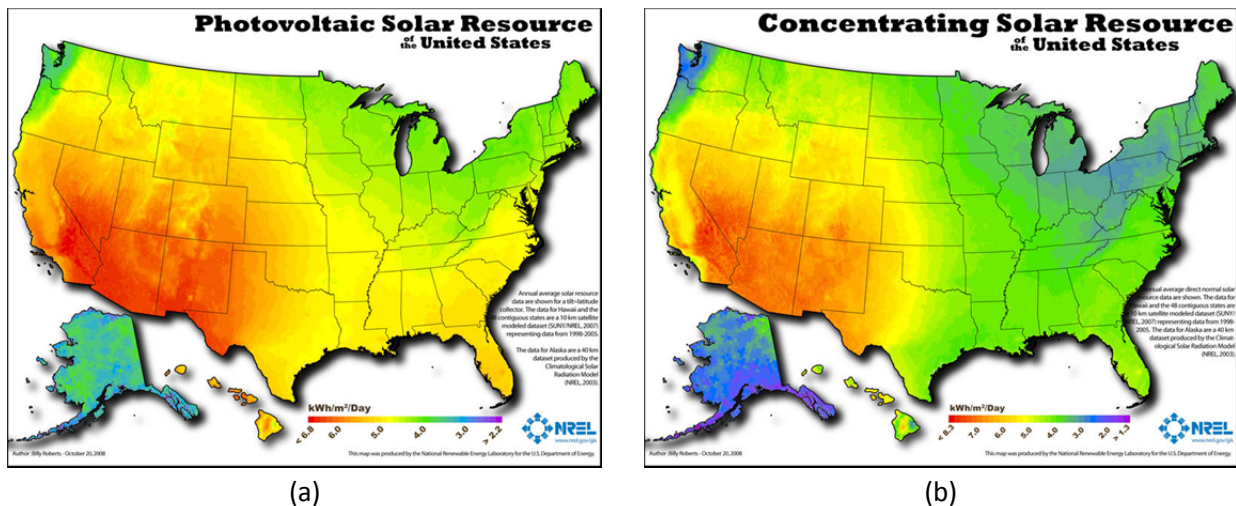 Photovoltaic Solar Resource
of the United States
Annual average solar resource
data are shown for a tilt=latitude
collector. The data for Hawaii and the
48 contiguous states are a 10 km satellite
modeled dataset (SUNY/NREL, 2007)
representing data from 1998-2005.
The data for Alaska are a 40 km
dataset produced by the
Climatological Solar
Radiation Model
(NREL, 2003).
kWh/m²/Day
< 6.8 6.0 5.0 4.0 3.0 > 2.2
NREL
www.nrel.gov/gis
Author : Billy Roberts - October 20, 2008
This map was produced by the National Renewable Energy Laboratory for the U.S. Department of Energy.
(a)
Concentrating Solar Resource
of the United States
Annual average direct normal solar
resource data are shown. The data for
Hawaii and the 48 contiguous states are
a 10 km satellite modeled dataset (SUNY/
NREL, 2007) representing data from 1998-
2005. The data for Alaska are a 40 km
dataset produced by the Climat-
ological Solar Radiation Model
(NREL, 2003).
kWh/m²/Day
< 8.3 7.0 6.0 5.0 4.0 3.0 2.0 > 1.3
NREL
www.nrel.gov/gis
Author : Billy Roberts - October 20, 2008
This map was produced by the National Renewable Energy Laboratory for the U.S. Department of Energy.
(b)